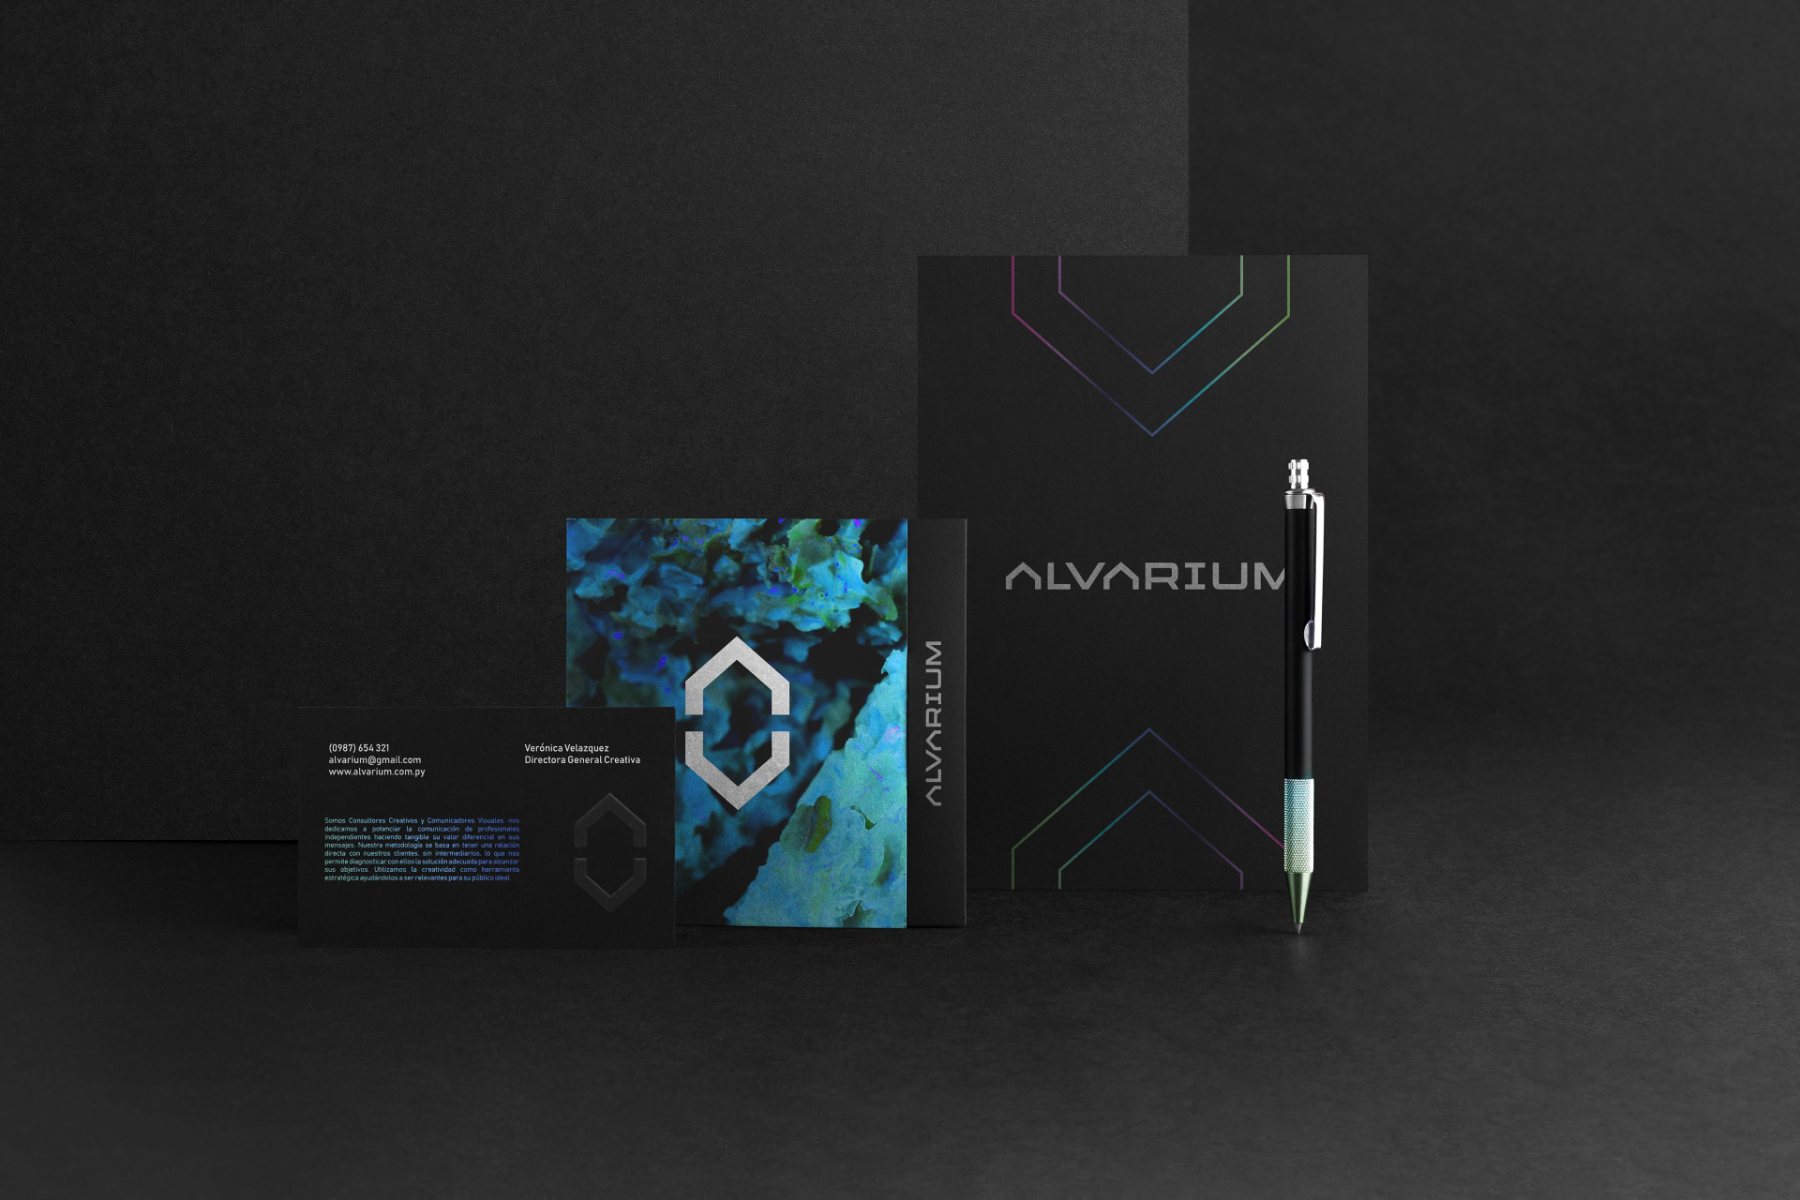 (0987) 654 321
alvarium@gmail.com
www.alvarium.com.py
Verónica Velazquez
Directora General Creativa
Somos Consultores Creativos y Comunicadores Visuales, nos
dedicamos a potenciar la comunicación de profesionales
independientes haciendo tangible su valor diferencial en sus
mensajes. Nuestra metodología se basa en tener una relación
directa con nuestros clientes, sin intermediarios, lo que nos
permite diagnosticar con ellos la solución adecuada para alcanzar
sus objetivos. Utilizamos la creatividad como herramienta
estratégica ayudándolos a ser relevantes para su público ideal.
ALVARIUM
ALVARIUM